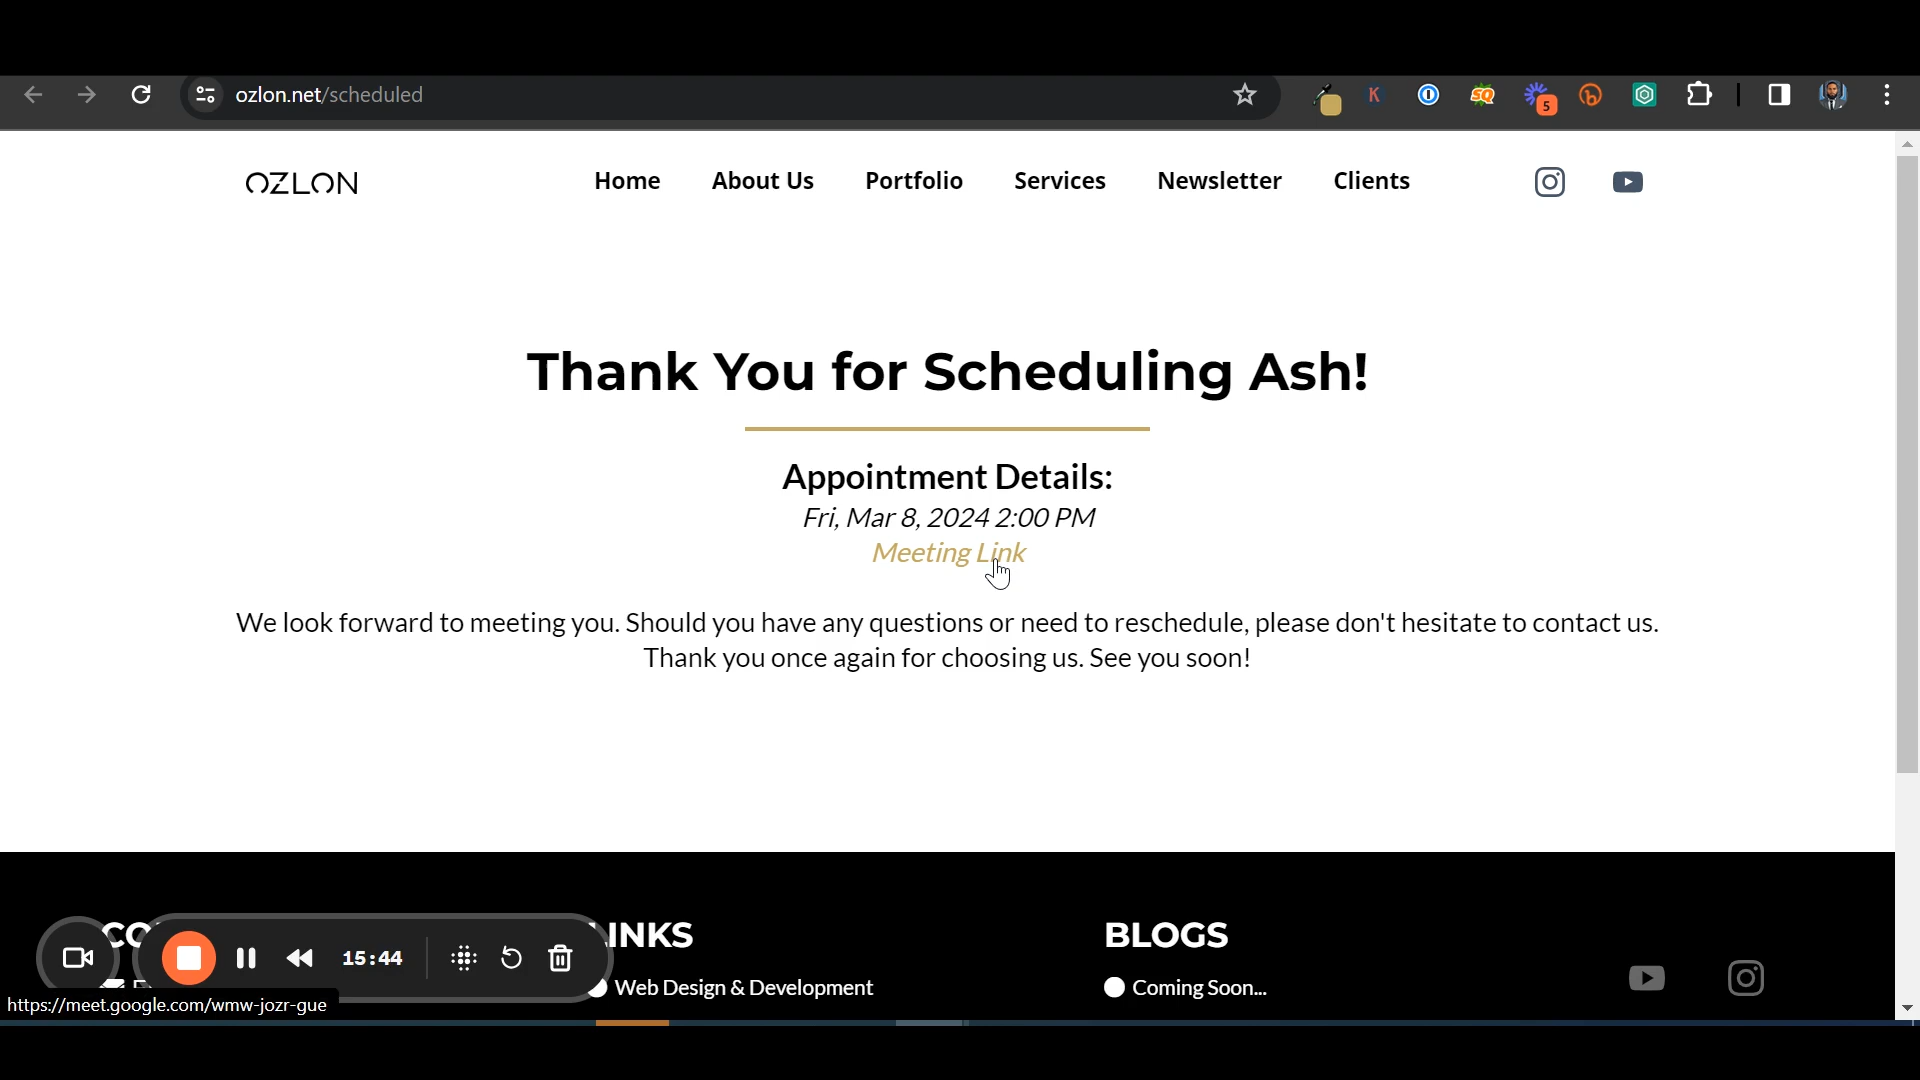 ozlon.net/scheduled
K
SQ
5
OZLON
Home About Us Portfolio Services Newsletter Clients
Thank You for Scheduling Ash!
Appointment Details:
Fri, Mar 8, 2024 2:00 PM
Meeting Link
We look forward to meeting you. Should you have any questions or need to reschedule, please don't hesitate to contact us.
Thank you once again for choosing us. See you soon!
BLOGS
15:44
Web Design & Development
Coming Soon...
https://meet.google.com/wmw-jozr-gue